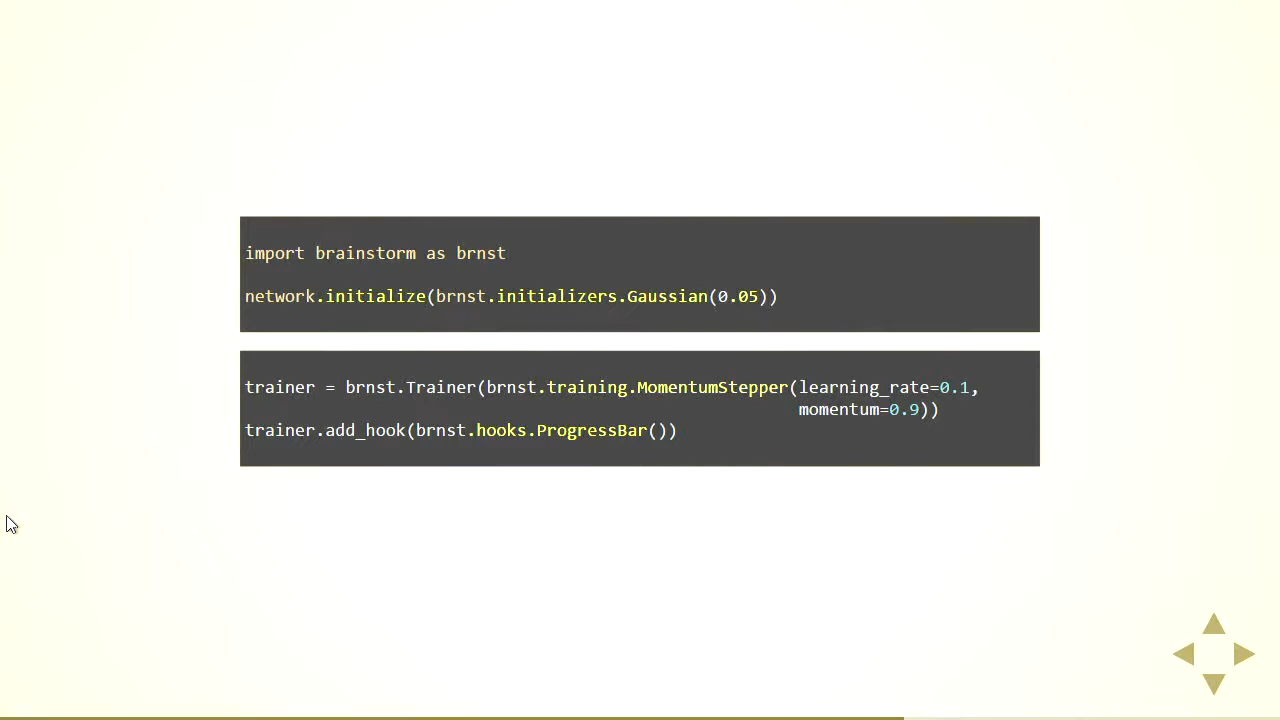 import brainstorm as brnst
network.initialize(brnst.initializers.Gaussian(0.05))
trainer = brnst.Trainer(brnst.training.MomentumStepper(learning_rate=0.1,
momentum=0.9))
trainer.add_hook(brnst.hooks.ProgressBar())